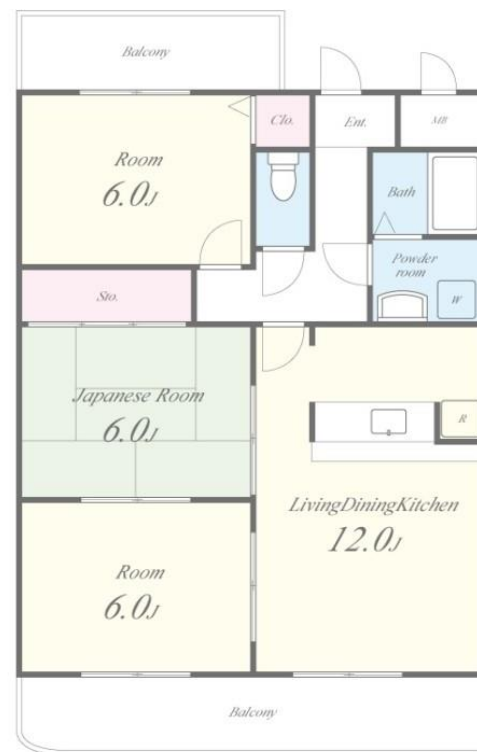 Balcony
Clo.
Ent.
MB
Room
6.0J
Bath
Powder
room
W
Sto.
Japanese Room
6.0J
R
LivingDiningKitchen
12.0J
Room
6.0J
Balcony